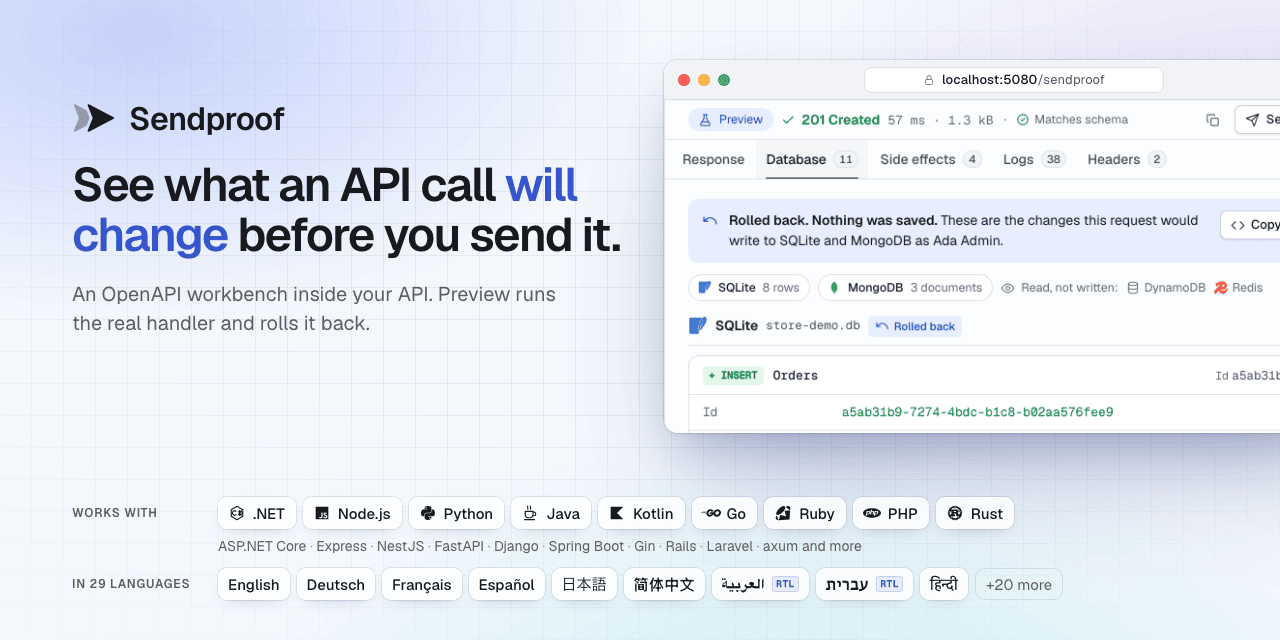 Sendproof
See what an API call will
change before you send it.
An OpenAPI workbench inside your API. Preview runs
the real handler and rolls it back.
localhost:5080/sendproof
Preview 201 Created 57 ms · 1.3 kB · Matches schema Se
Response Database 11 Side effects 4 Logs 38 Headers 2
Rolled back. Nothing was saved. These are the changes this request would
write to SQLite and MongoDB as Ada Admin.
Copy
SQLite 8 rows MongoDB 3 documents Read, not written: DynamoDB Redis
SQLite store-demo.db Rolled back
+ INSERT Orders Id a5ab31b
Id a5ab31b9-7274-4bdc-b1c8-b02aa576fee9
WORKS WITH .NET JS Node.js Python Java Kotlin GO Go Ruby php PHP Rust
ASP.NET Core · Express · NestJS · FastAPI · Django · Spring Boot · Gin · Rails · Laravel · axum and more
IN 29 LANGUAGES English Deutsch Français Español 日本語 简体中文 العربية RTL עברית RTL हिन्दी +20 more